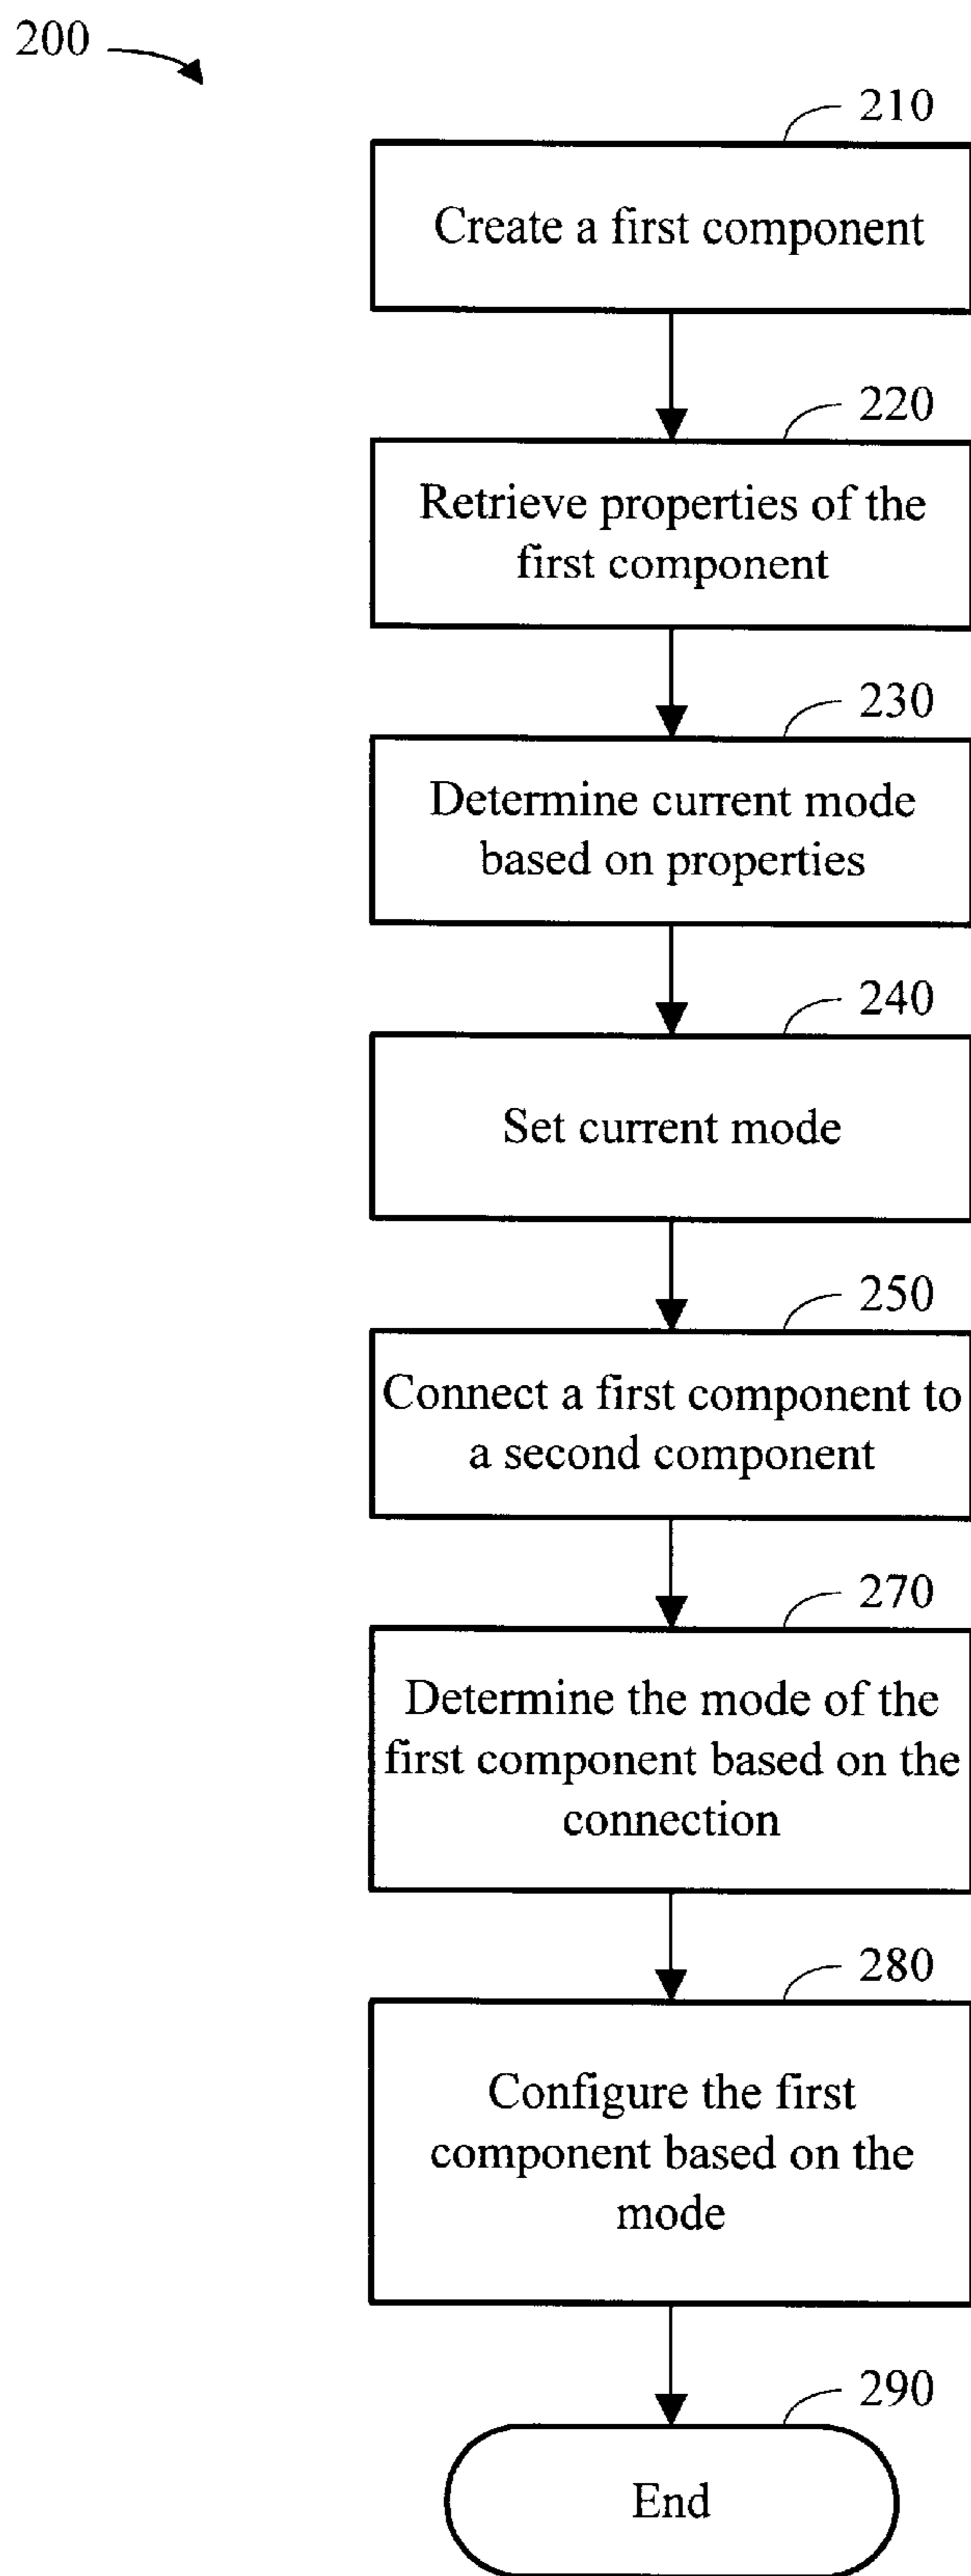 200
210
Create a first component
220
Retrieve properties of the
first component
230
Determine current mode
based on properties
240
Set current mode
250
Connect a first component to
a second component
270
Determine the mode of the
first component based on the
connection
280
Configure the first
component based on the
mode
290
End